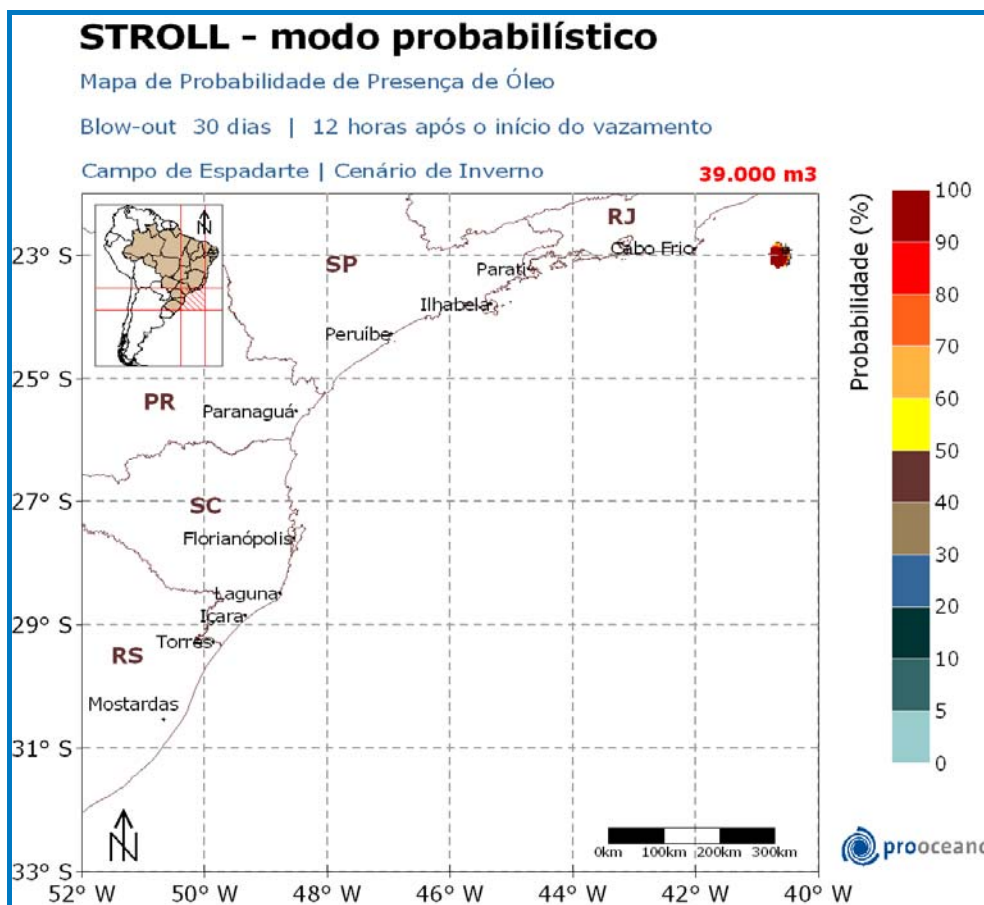 STROLL - modo probabilístico
Mapa de Probabilidade de Presença de Óleo
Blow-out 30 dias | 12 horas após o início do vazamento
Campo de Espadarte | Cenário de Inverno
39.000 m3
N
RJ
SP
Cabo Frio
Parati
Ilhabela
Peruíbe
PR
Paranaguá
SC
Florianópolis
Laguna
Içara
Torres
RS
Mostardas
N
0km 100km 200km 300km
23° S
25° S
27° S
29° S
31° S
33° S
52 W 50° W 48° W 46° W 44° W 42° W 40° W
Probabilidade (%)
100
90
80
70
60
50
40
30
20
10
5
0
prooceano